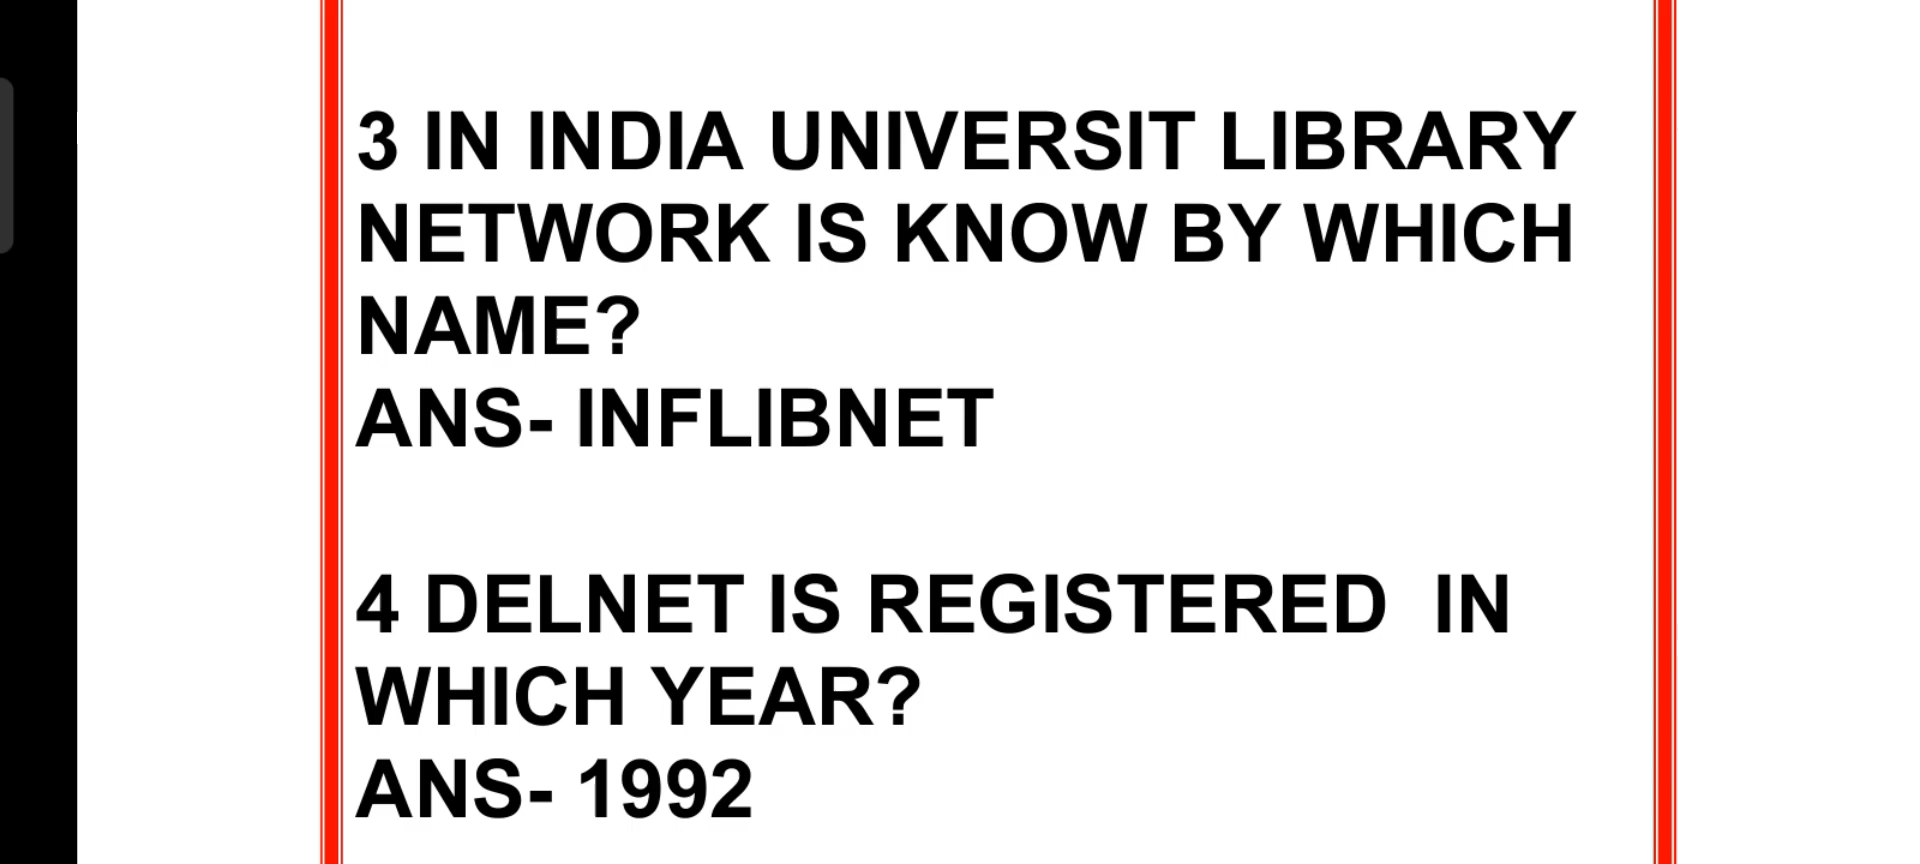 3 IN INDIA UNIVERSIT LIBRARY
NETWORK IS KNOW BY WHICH
NAME?
ANS- INFLIBNET
4 DELNET IS REGISTERED  IN
WHICH YEAR?
ANS- 1992